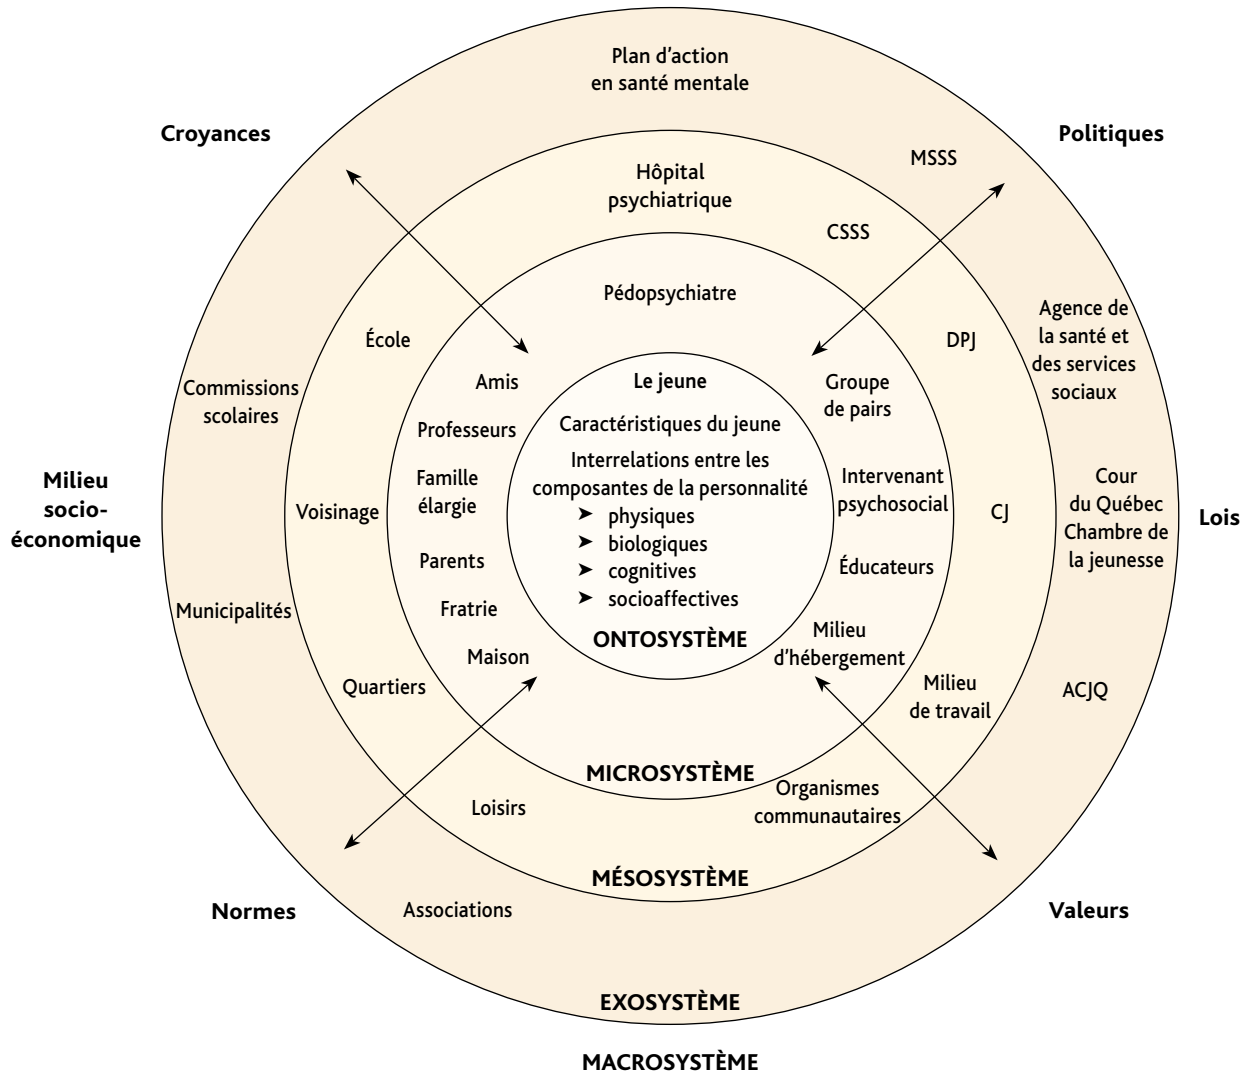 Plan d’action
en santé mentale
Croyances
Politiques
MSSS
Hôpital
psychiatrique
CSSS
Pédopsychiatre
École
DPJ
Agence de
la santé et
des services
sociaux
Commissions
scolaires
Amis
Professeurs
Famille
élargie
Parents
Fratrie
Maison
Le jeune
Caractéristiques du jeune
Interrelations entre les
composantes de la personnalité
➤ physiques
➤ biologiques
➤ cognitives
➤ socioaffectives
ONTOSYSTÈME
Groupe
de pairs
Intervenant
psychosocial
Éducateurs
Milieu
d’hébergement
Milieu
socio-
économique
Voisinage
CJ
Cour
du Québec
Chambre de
la jeunesse
Lois
Municipalités
Quartiers
Milieu
de travail
ACJQ
MICROSYSTÈME
Loisirs
Organismes
communautaires
MÉSOSYSTÈME
Normes
Associations
Valeurs
EXOSYSTÈME
MACROSYSTÈME